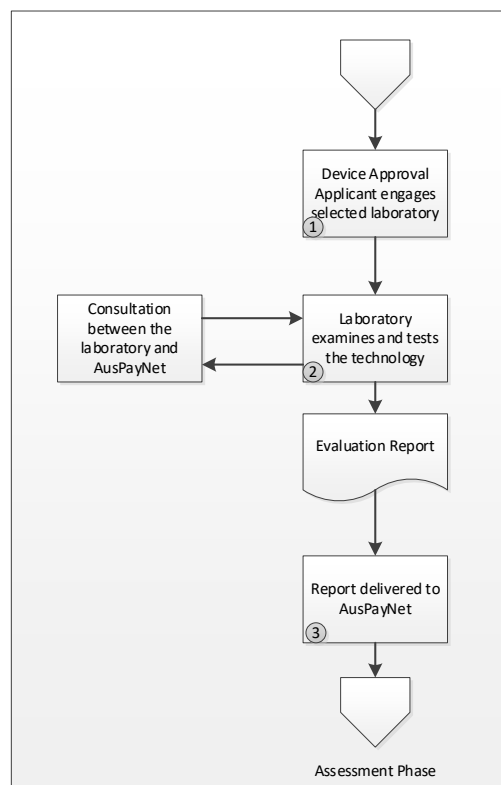 Device Approval
Applicant engages
selected laboratory
1
Consultation
between the
laboratory and
AusPayNet
Laboratory
examines and tests
the technology
2
Evaluation Report
Report delivered to
AusPayNet
3
Assessment Phase